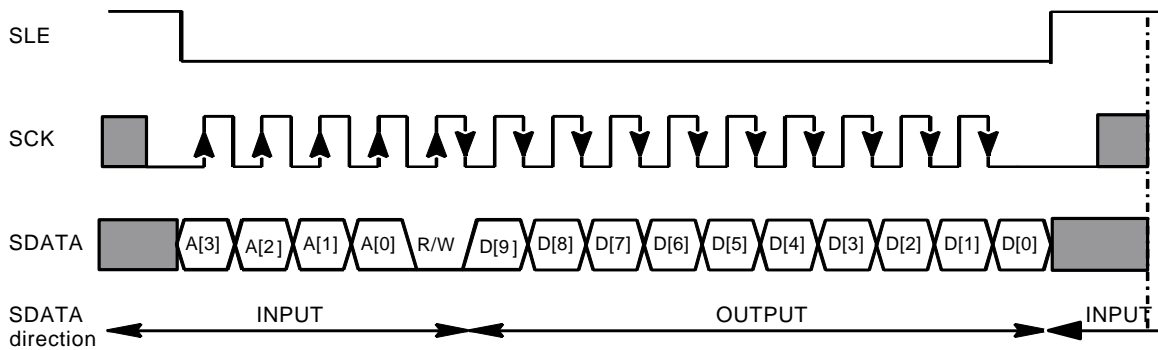 SLE
SCK
SDATA A[3] A[2] A[1] A[0] R/W D[9] D[8] D[7] D[6] D[5] D[4] D[3] D[2] D[1] D[0]
SDATA direction INPUT OUTPUT INPUT